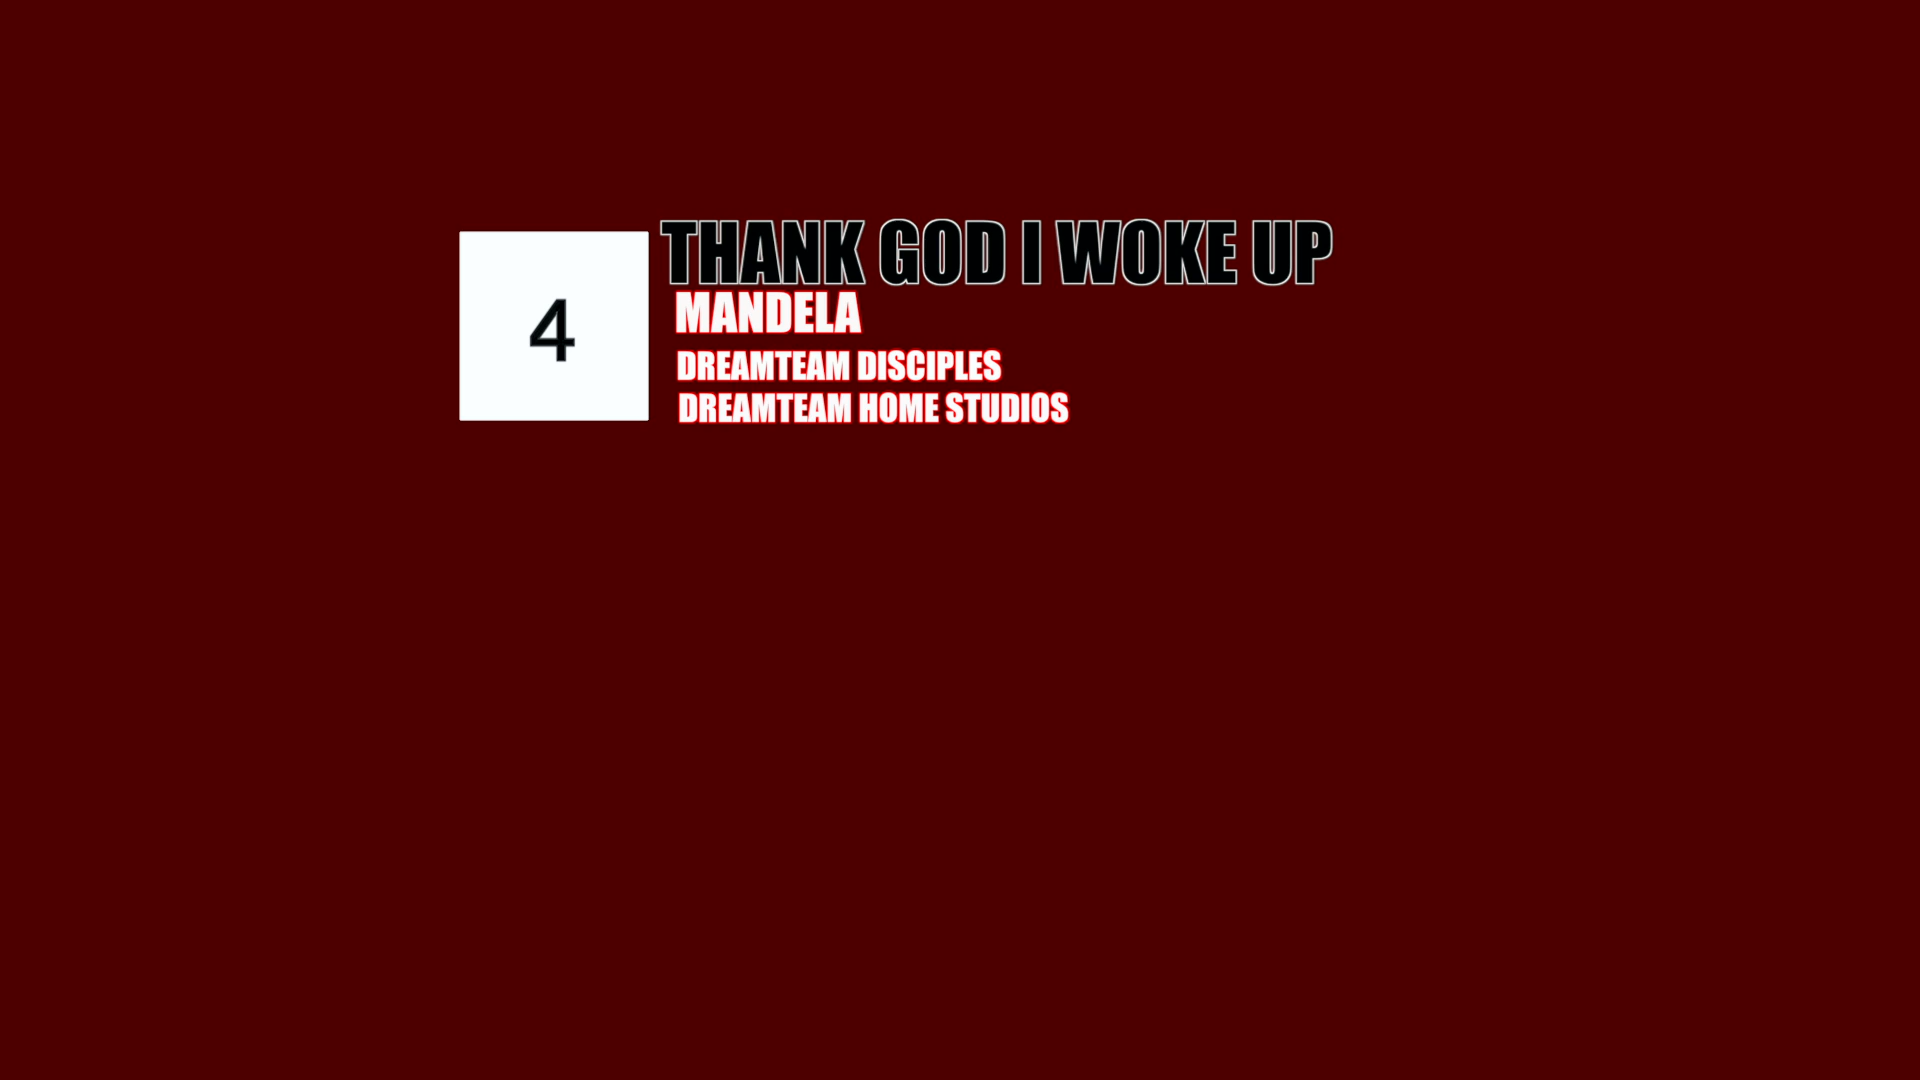 4
THANK GOD I WOKE UP
MANDELA
DREAMTEAM DISCIPLES
DREAMTEAM HOME STUDIOS